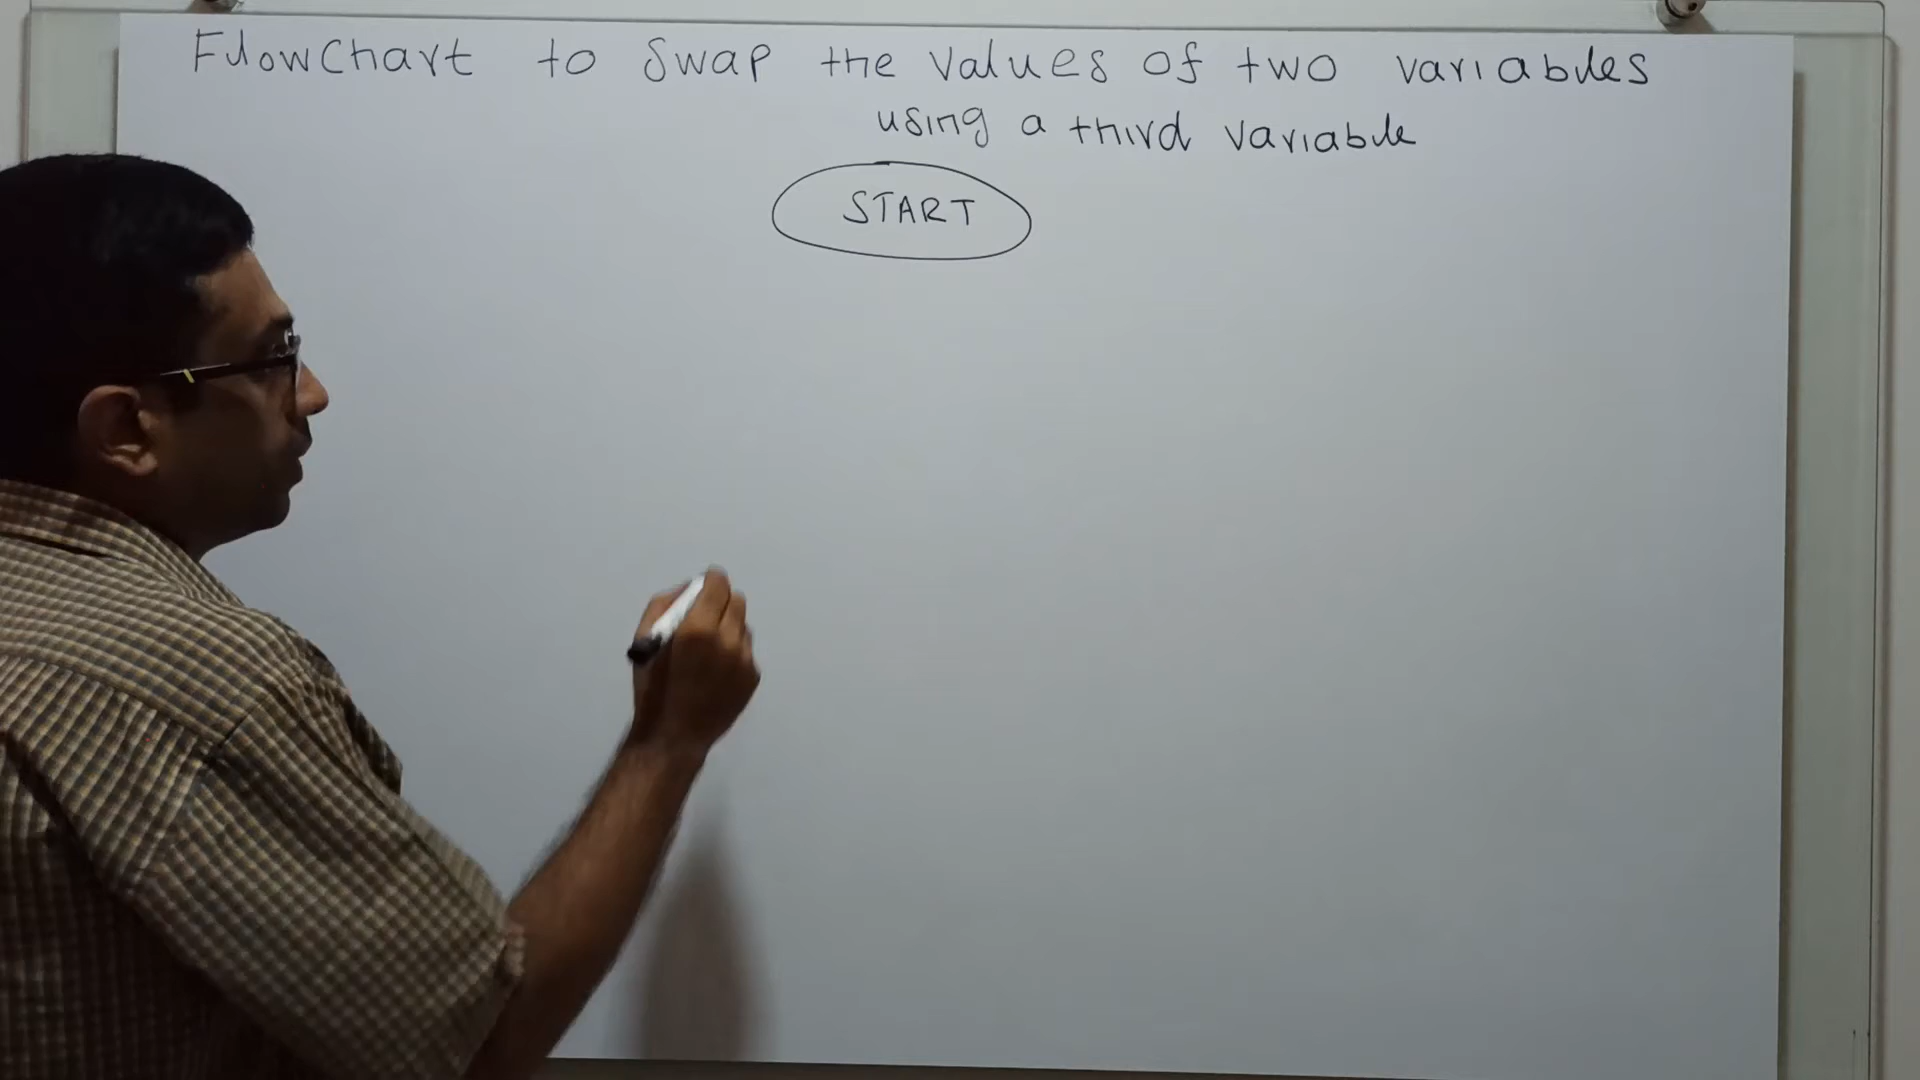 Flowchart to swap the values of two variables
using a third variable
START